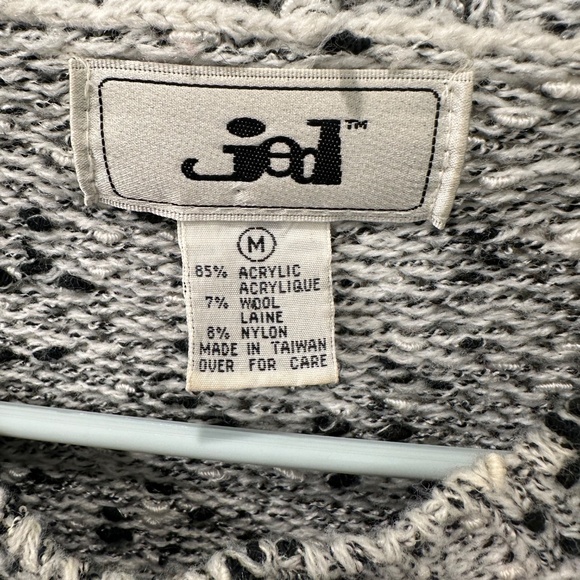 jed™
M
85% ACRYLIC
ACRYLIQUE
7% WOOL
LAINE
8% NYLON
MADE IN TAIWAN
OVER FOR CARE